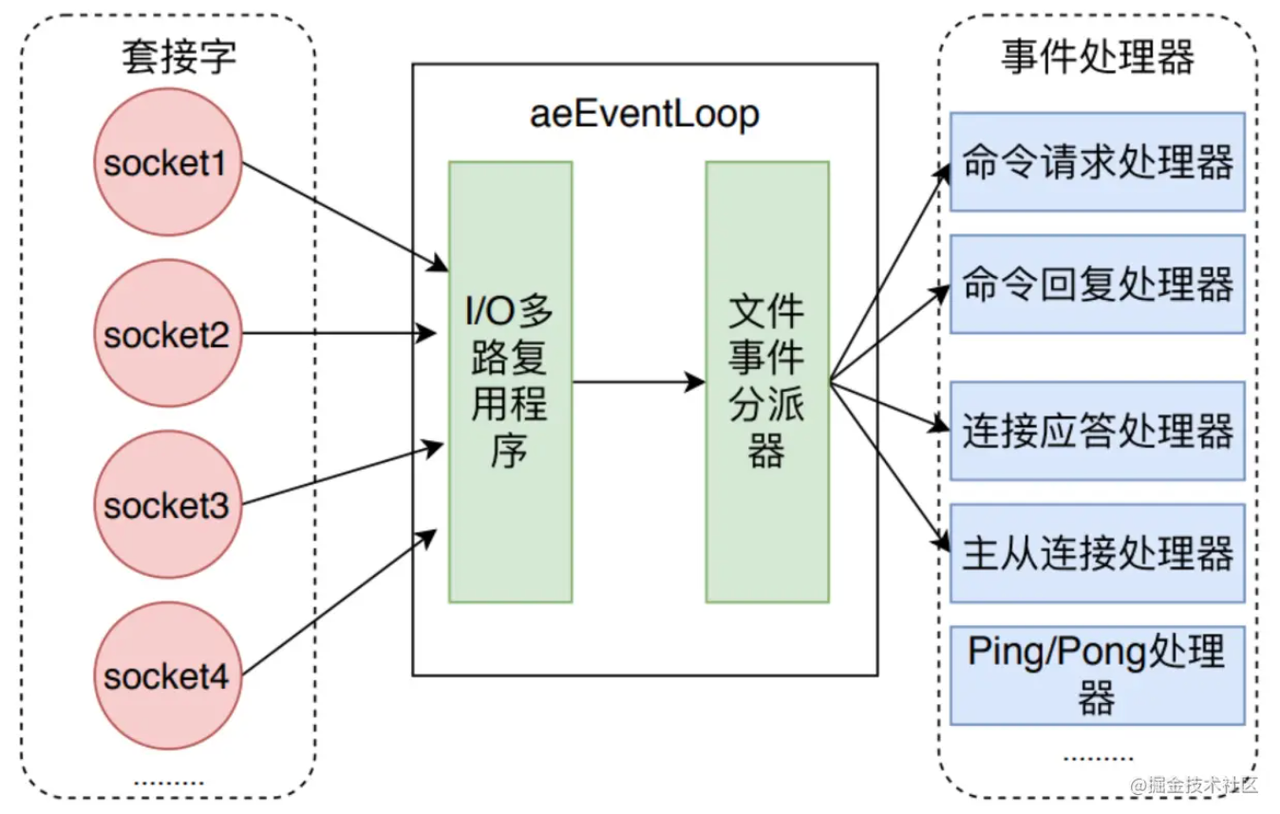 套接字
socket1
socket2
socket3
socket4
.........
aeEventLoop
I/O多
路复
用程
序
文件
事件
分派
器
事件处理器
命令请求处理器
命令回复处理器
连接应答处理器
主从连接处理器
Ping/Pong处理
器
.........
@掘金技术社区